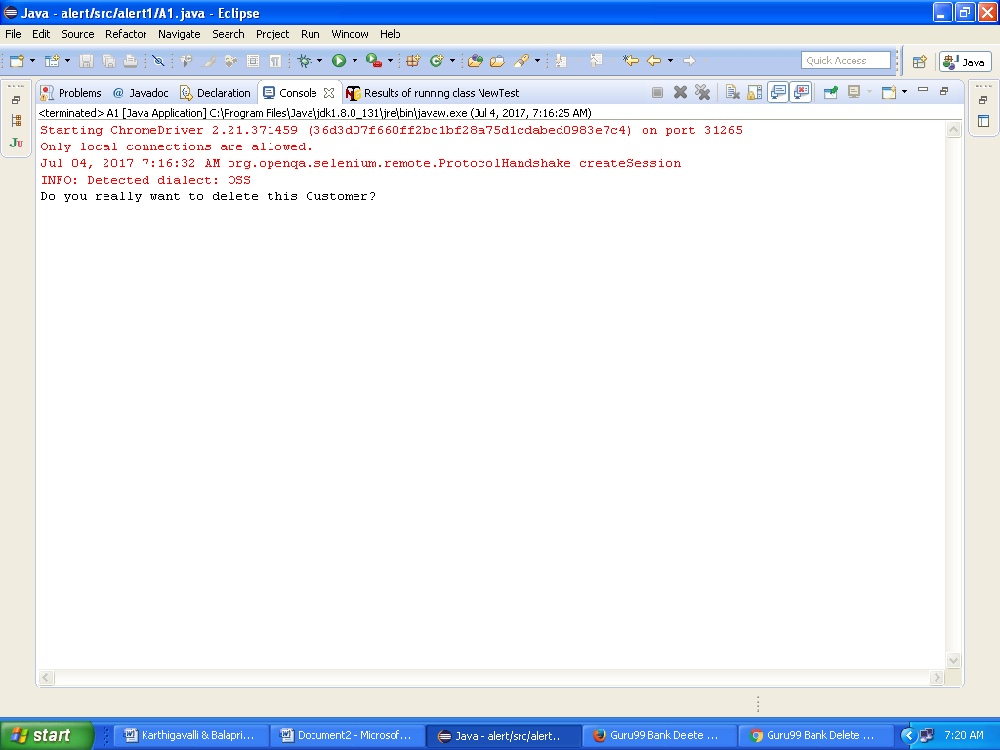 Java - alert/src/alert1/A1.java - Eclipse
File Edit Source Refactor Navigate Search Project Run Window Help
Quick Access Java
Problems @ Javadoc Declaration Console Results of running class NewTest
<terminated> A1 [Java Application] C:\Program Files\Java\jdk1.8.0_131\jre\bin\javaw.exe (Jul 4, 2017, 7:16:25 AM)
Starting ChromeDriver 2.21.371459 (36d3d07f660ff2bc1bf28a75d1cdabed0983e7c4) on port 31265
Only local connections are allowed.
Jul 04, 2017 7:16:32 AM org.openqa.selenium.remote.ProtocolHandshake createSession
INFO: Detected dialect: OSS
Do you really want to delete this Customer?
JU
start Karthigavalli & Balapri... Document2 - Microsof... Java - alert/src/alert... Guru99 Bank Delete ... Guru99 Bank Delete ... 7:20 AM